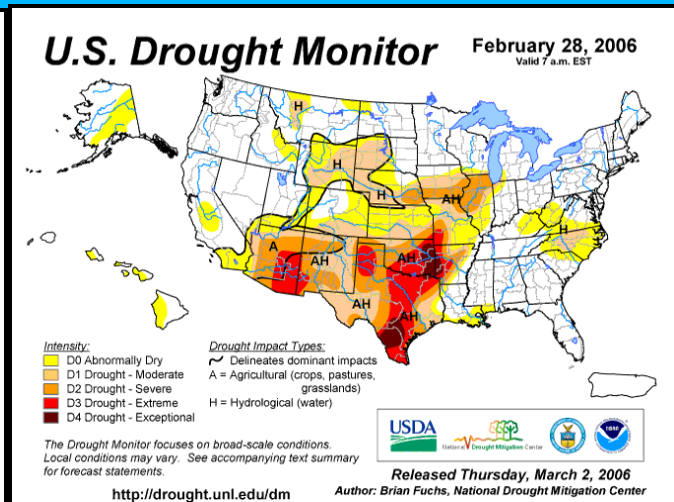 U.S. Drought Monitor
February 28, 2006
Valid 7 a.m. EST
H
H
H
AH
H
A
AH
AH
AH
AH
Intensity:
D0 Abnormally Dry
D1 Drought - Moderate
D2 Drought - Severe
D3 Drought - Extreme
D4 Drought - Exceptional
Drought Impact Types:
Delineates dominant impacts
A = Agricultural (crops, pastures,
grasslands)
H = Hydrological (water)
The Drought Monitor focuses on broad-scale conditions.
Local conditions may vary. See accompanying text summary
for forecast statements.
http://drought.unl.edu/dm
USDA
National Drought Mitigation Center
Released Thursday, March 2, 2006
Author: Brian Fuchs, National Drought Mitigation Center